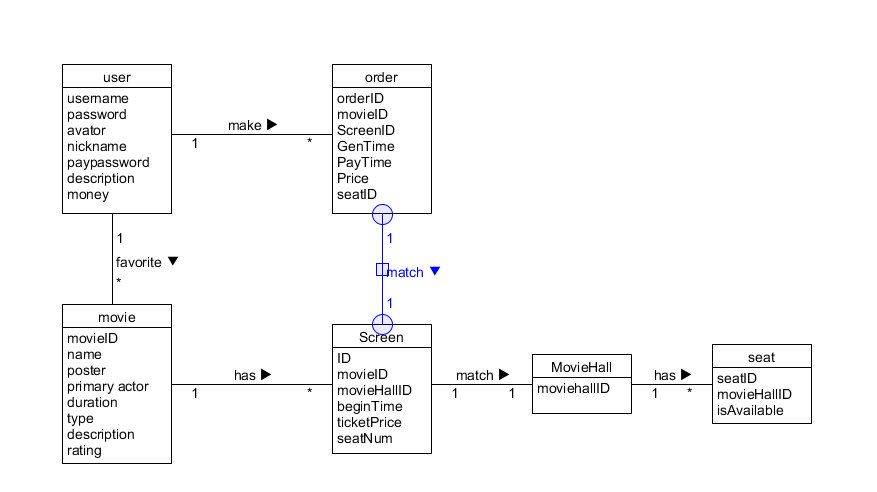 user
username
password
avator
nickname
paypassword
description
money
make ▶
1
*
order
orderID
movieID
ScreenID
GenTime
PayTime
Price
seatID
1
favorite ▼
*
1
match ▼
1
movie
movieID
name
poster
primary actor
duration
type
description
rating
has ▶
1
*
Screen
ID
movieID
movieHallID
beginTime
ticketPrice
seatNum
match ▶
1
1
MovieHall
moviehallID
has ▶
1
*
seat
seatID
movieHallID
isAvailable